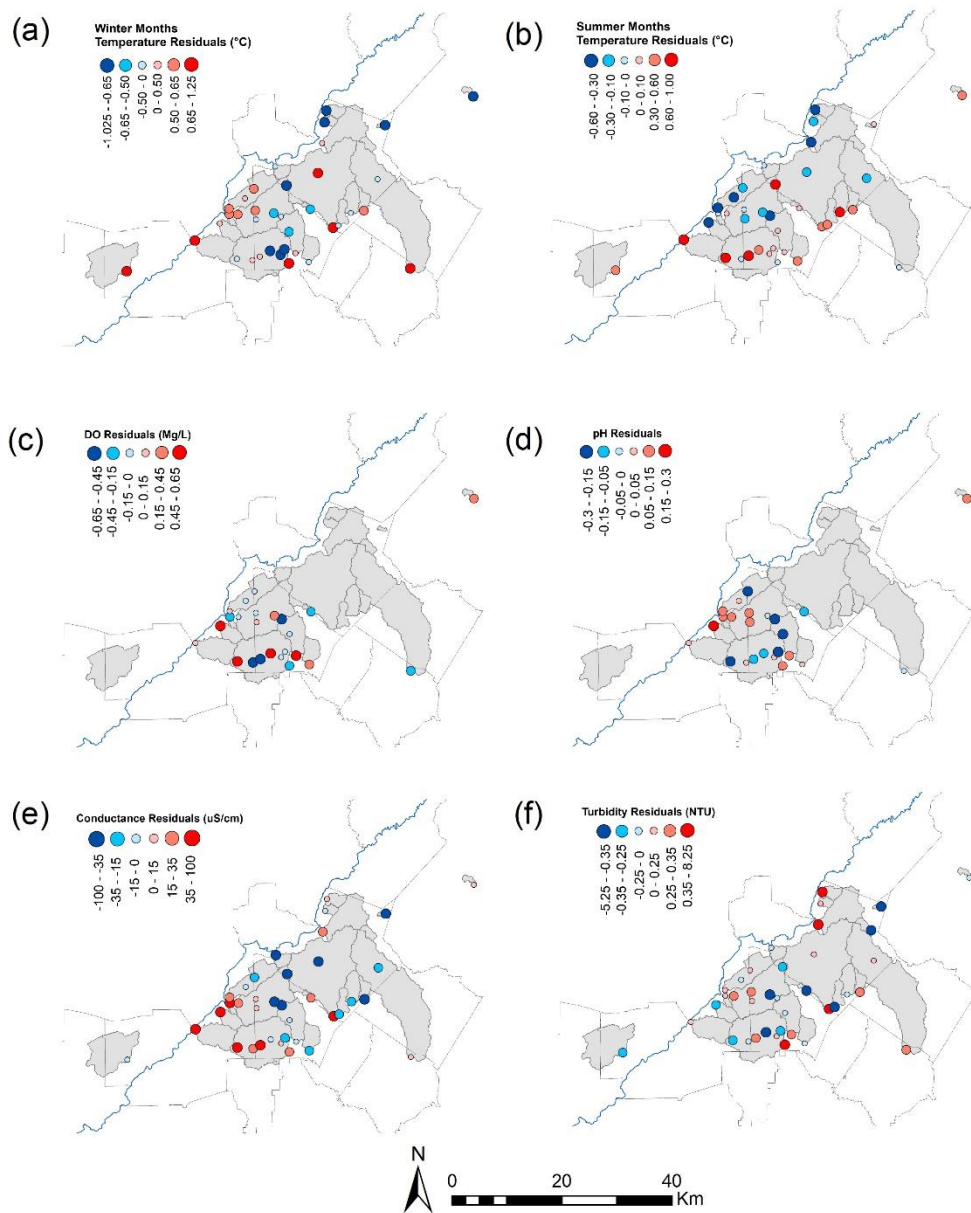 (a)
Winter Months
Temperature Residuals (°C)
-1.025 - -0.65
-0.65 - -0.50
-0.50 - 0
0 - 0.50
0.50 - 0.65
0.65 - 1.25
(b)
Summer Months
Temperature Residuals (°C)
-0.60 - -0.30
-0.30 - -0.10
-0.10 - 0
0 - 0.10
0.30 - 0.60
0.60 - 1.00
(c)
DO Residuals (Mg/L)
-0.65 - -0.45
-0.45 - -0.15
-0.15 - 0
0 - 0.15
0.15 - 0.45
0.45 - 0.65
(d)
pH Residuals
-0.3 - -0.15
-0.15 - -0.05
-0.05 - 0
0 - 0.05
0.05 - 0.15
0.15 - 0.3
(e)
Conductance Residuals (uS/cm)
-100 - -35
-35 - -15
-15 - 0
0 - 15
15 - 35
35 - 100
(f)
Turbidity Residuals (NTU)
-5.25 - -0.35
-0.35 - -0.25
-0.25 - 0
0 - 0.25
0.25 - 0.35
0.35 - 8.25
N
0 20 40
Km